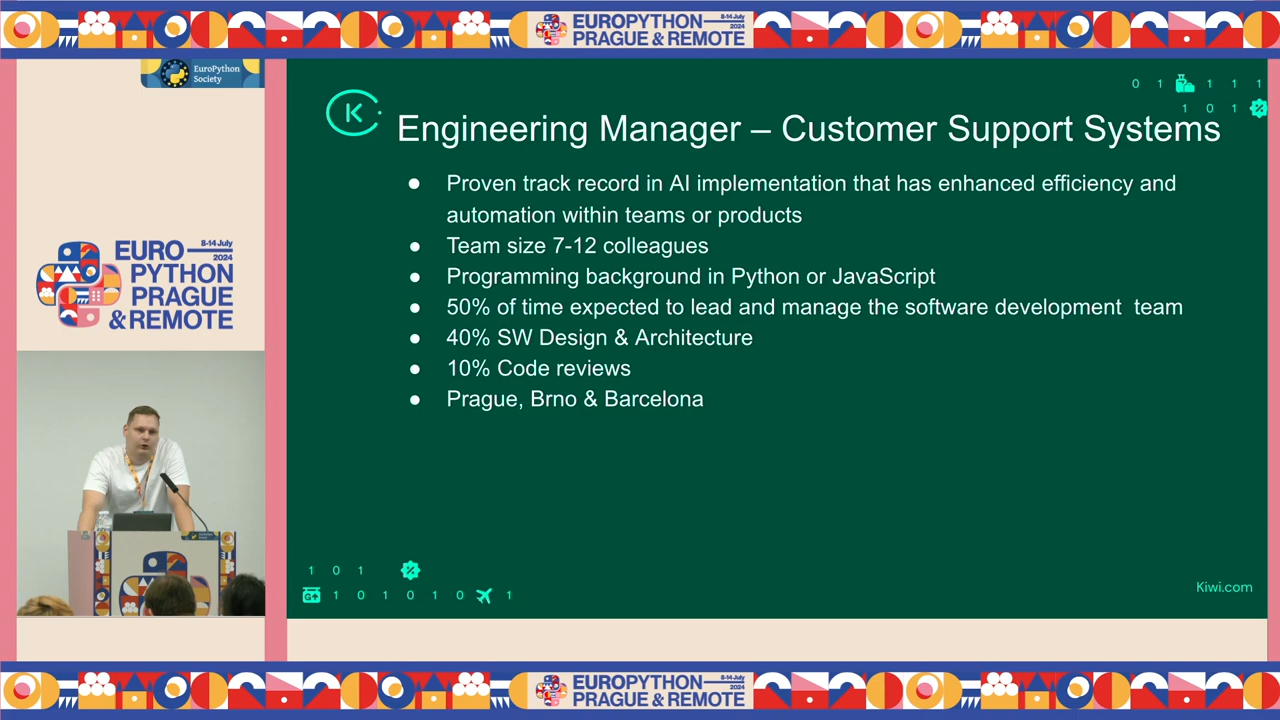 EUROPYTHON
8-14 July
2024
PRAGUE & REMOTE
EuroPython
Society
EURO
8-14 July
2024
PYTHON
PRAGUE
& REMOTE
0 1 1 1 1
1 0 1
K
Engineering Manager – Customer Support Systems
● Proven track record in AI implementation that has enhanced efficiency and
automation within teams or products
● Team size 7-12 colleagues
● Programming background in Python or JavaScript
● 50% of time expected to lead and manage the software development team
● 40% SW Design & Architecture
● 10% Code reviews
● Prague, Brno & Barcelona
1 0 1
1 0 1 0 1 0 1
Kiwi.com
EUROPYTHON
8-14 July
2024
PRAGUE & REMOTE